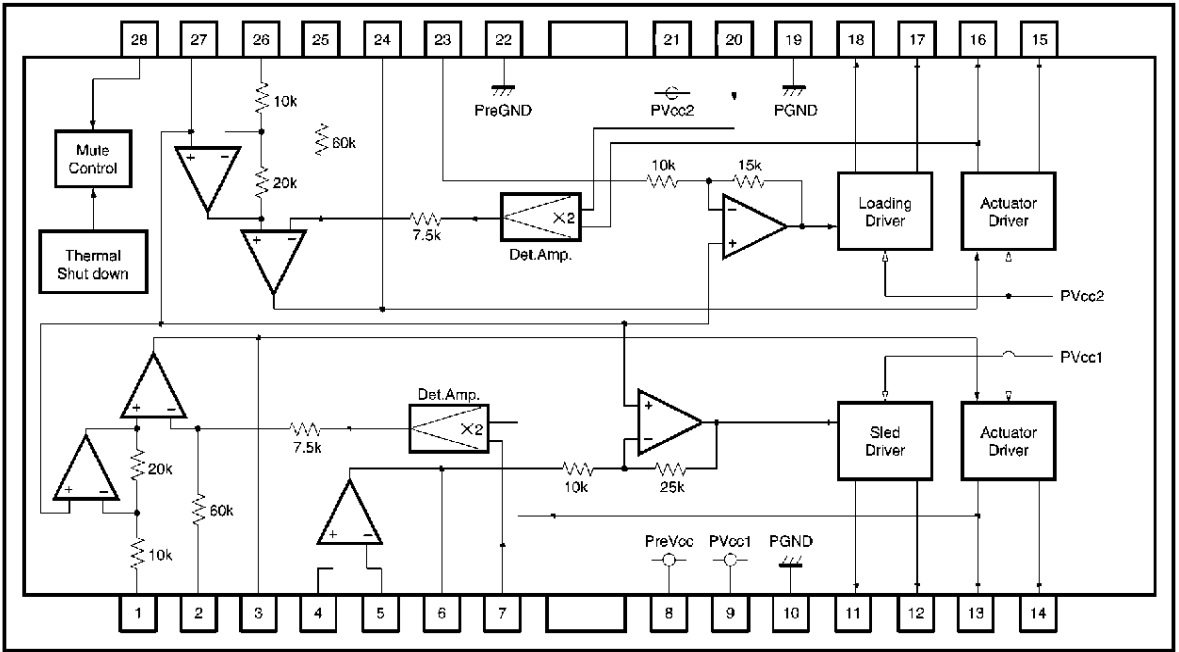 28 27 26 25 24 23 22 21 20 19 18 17 16 15
10k
PreGND
PVcc2
PGND
Mute
Control
+ −
60k
20k
10k
15k
Loading
Driver
Actuator
Driver
×2
−
+
7.5k
Det.Amp.
+ −
Thermal
Shut down
PVcc2
PVcc1
Det.Amp.
+ −
×2
7.5k
+
−
Sled
Driver
Actuator
Driver
20k
+ −
10k
25k
60k
+ −
10k
PreVcc
PVcc1
PGND
1 2 3 4 5 6 7 8 9 10 11 12 13 14